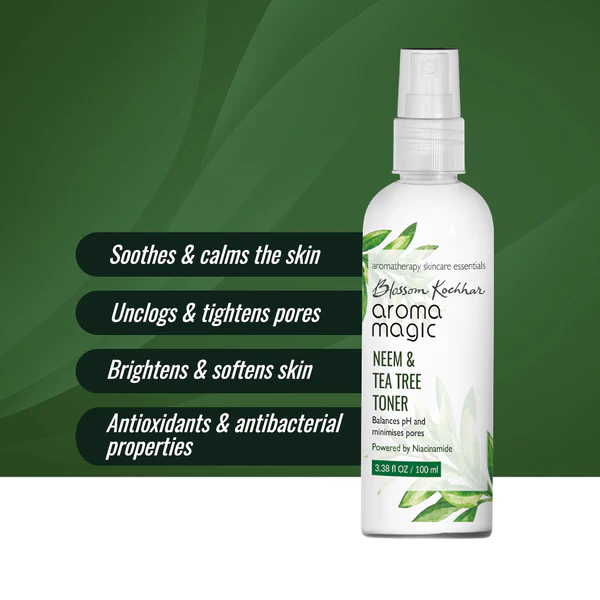 Soothes & calms the skin
Unclogs & tightens pores
Brightens & softens skin
Antioxidants & antibacterial
properties
aromatherapy skincare essentials
Blossom Kochhar
aroma
magic
NEEM &
TEA TREE
TONER
Balances pH and
minimises pores
Powered by Niacinamide
3.38 fl OZ / 100 ml